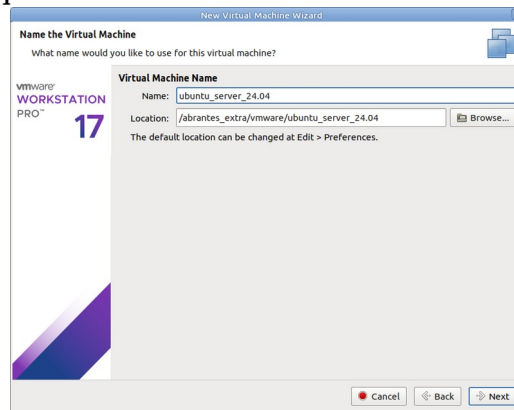 New Virtual Machine Wizard
Name the Virtual Machine
What name would you like to use for this virtual machine?
vmware
WORKSTATION
PRO™
17
Virtual Machine Name
Name: ubuntu_server_24.04
Location: /abrantes_extra/vmware/ubuntu_server_24.04 Browse...
The default location can be changed at Edit > Preferences.
Cancel Back Next